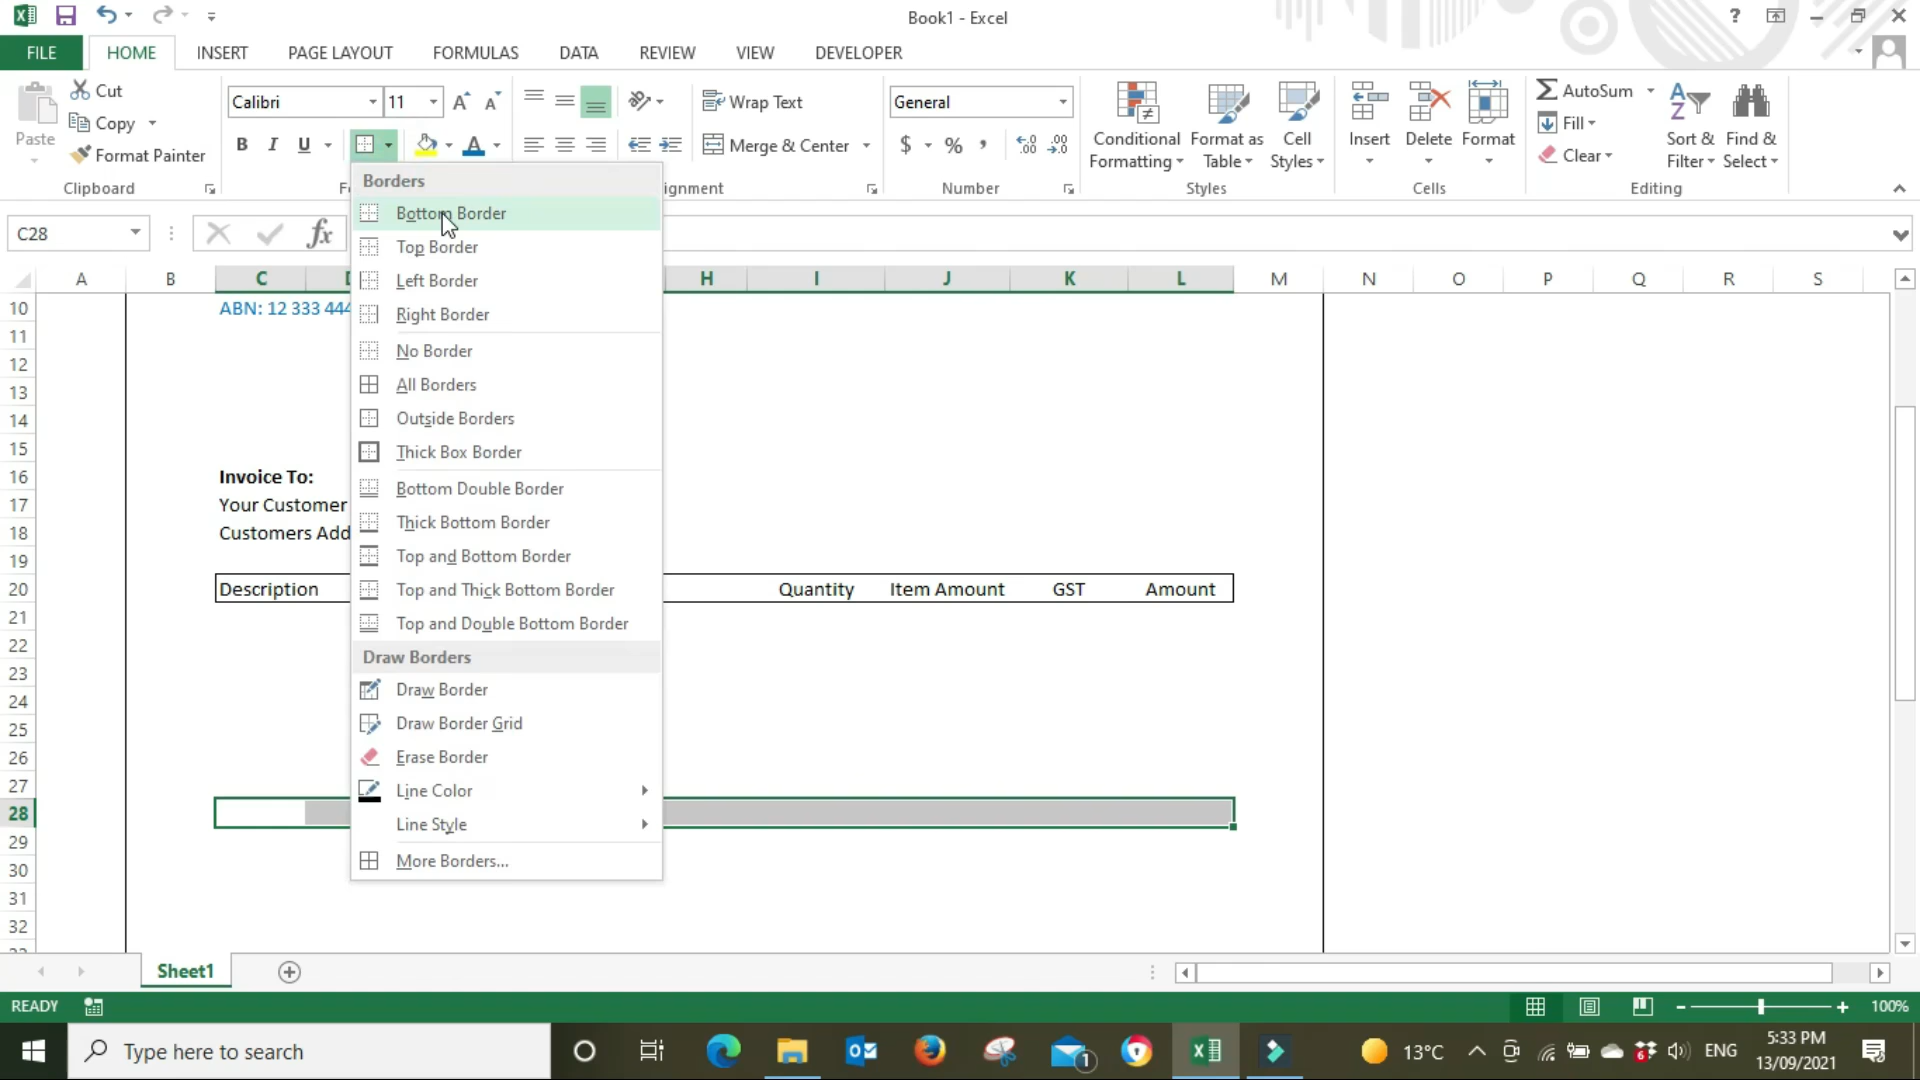 Book1 - Excel
?
FILE
HOME
INSERT
PAGE LAYOUT
FORMULAS
DATA
REVIEW
VIEW
DEVELOPER
Paste
Cut
Copy
Format Painter
Clipboard
Calibri
11
B I U
Wrap Text
Merge & Center
General
$ % ,
Number
Conditional
Formatting
Format as
Table
Cell
Styles
Styles
Insert
Delete
Format
Cells
AutoSum
Fill
Clear
Sort &
Filter
Find &
Select
Editing
C28
fx
Borders
Bottom Border
Top Border
Left Border
Right Border
No Border
All Borders
Outside Borders
Thick Box Border
Bottom Double Border
Thick Bottom Border
Top and Bottom Border
Top and Thick Bottom Border
Top and Double Bottom Border
Draw Borders
Draw Border
Draw Border Grid
Erase Border
Line Color
Line Style
More Borders...
A B C H I J K L M N O P Q R S
10 ABN: 12 333 444
11
12
13
14
15
16 Invoice To:
17 Your Customer
18 Customers Add
19
20 Description Quantity Item Amount GST Amount
21
22
23
24
25
26
27
28
29
30
31
32
Sheet1
READY
100%
Type here to search
1
13°C
6
ENG
5:33 PM
13/09/2021